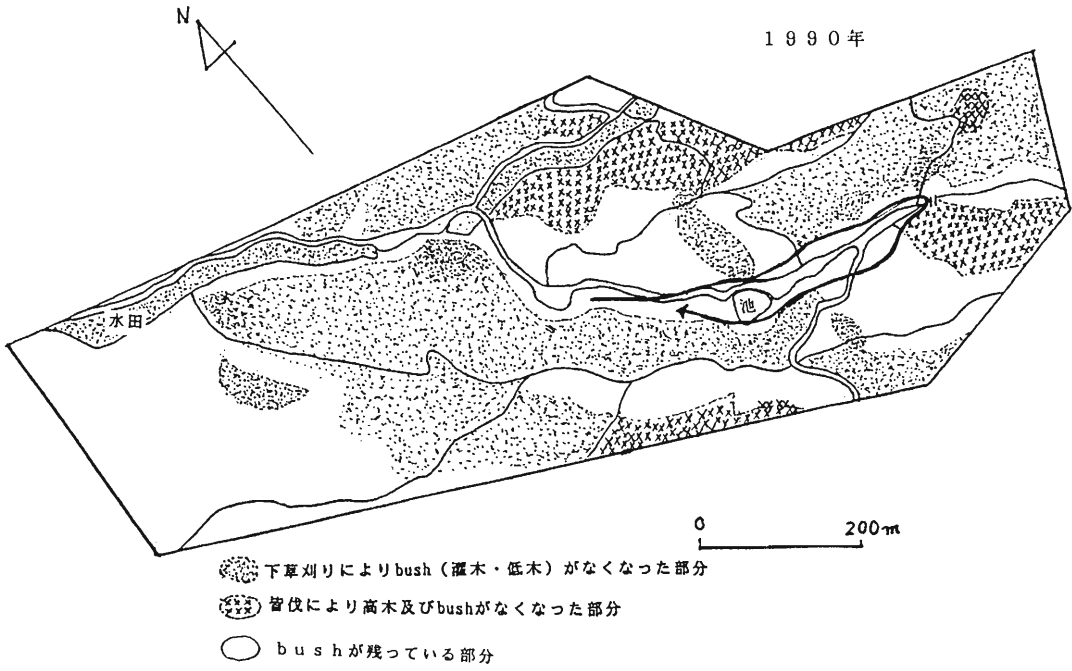 N
1990年
水田
池
0 200m
下草刈りによりbush(灌木・低木)がなくなった部分
皆伐により高木及びbushがなくなった部分
bushが残っている部分